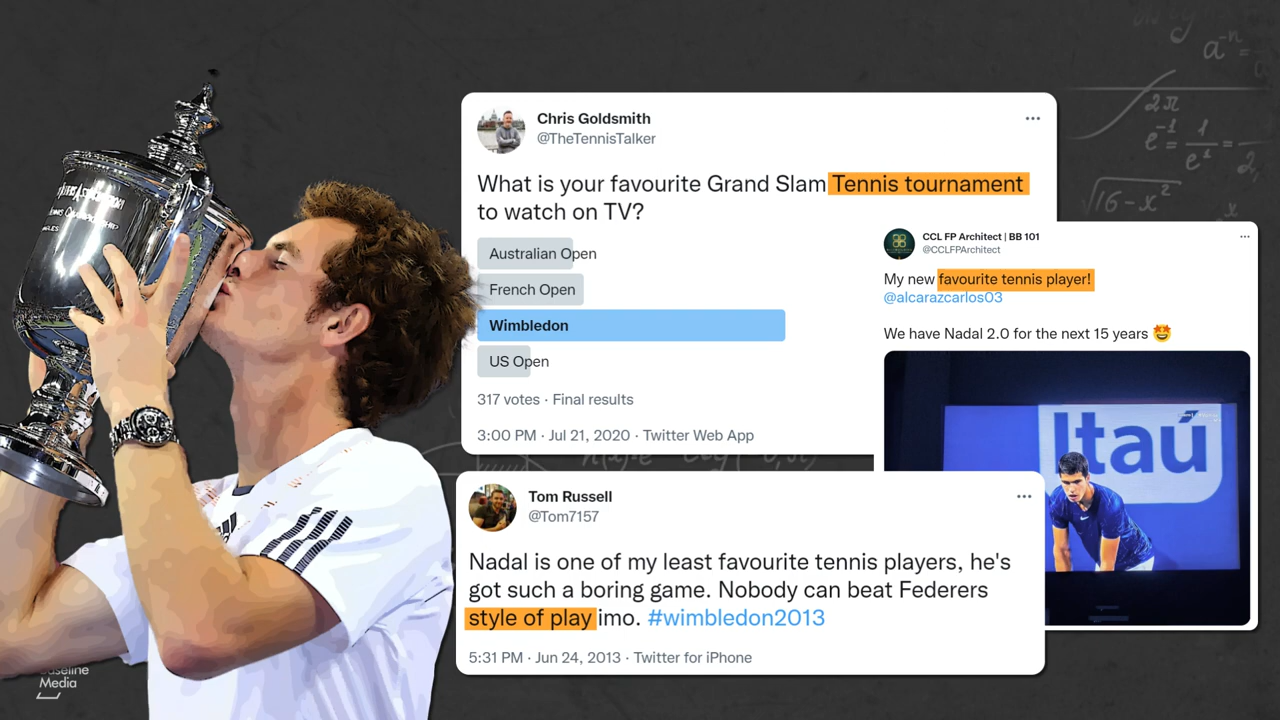 Chris Goldsmith
@TheTennisTalker
What is your favourite Grand Slam Tennis tournament
to watch on TV?
Australian Open
French Open
Wimbledon
US Open
317 votes · Final results
3:00 PM · Jul 21, 2020 · Twitter Web App
CCL FP Architect | BB 101
@CCLFPArchitect
My new favourite tennis player!
@alcarazcarlos03
We have Nadal 2.0 for the next 15 years 🤩
Itaú
Tom Russell
@Tom7157
Nadal is one of my least favourite tennis players, he's
got such a boring game. Nobody can beat Federers
style of play imo. #wimbledon2013
5:31 PM · Jun 24, 2013 · Twitter for iPhone
Media
2π
√16-x²